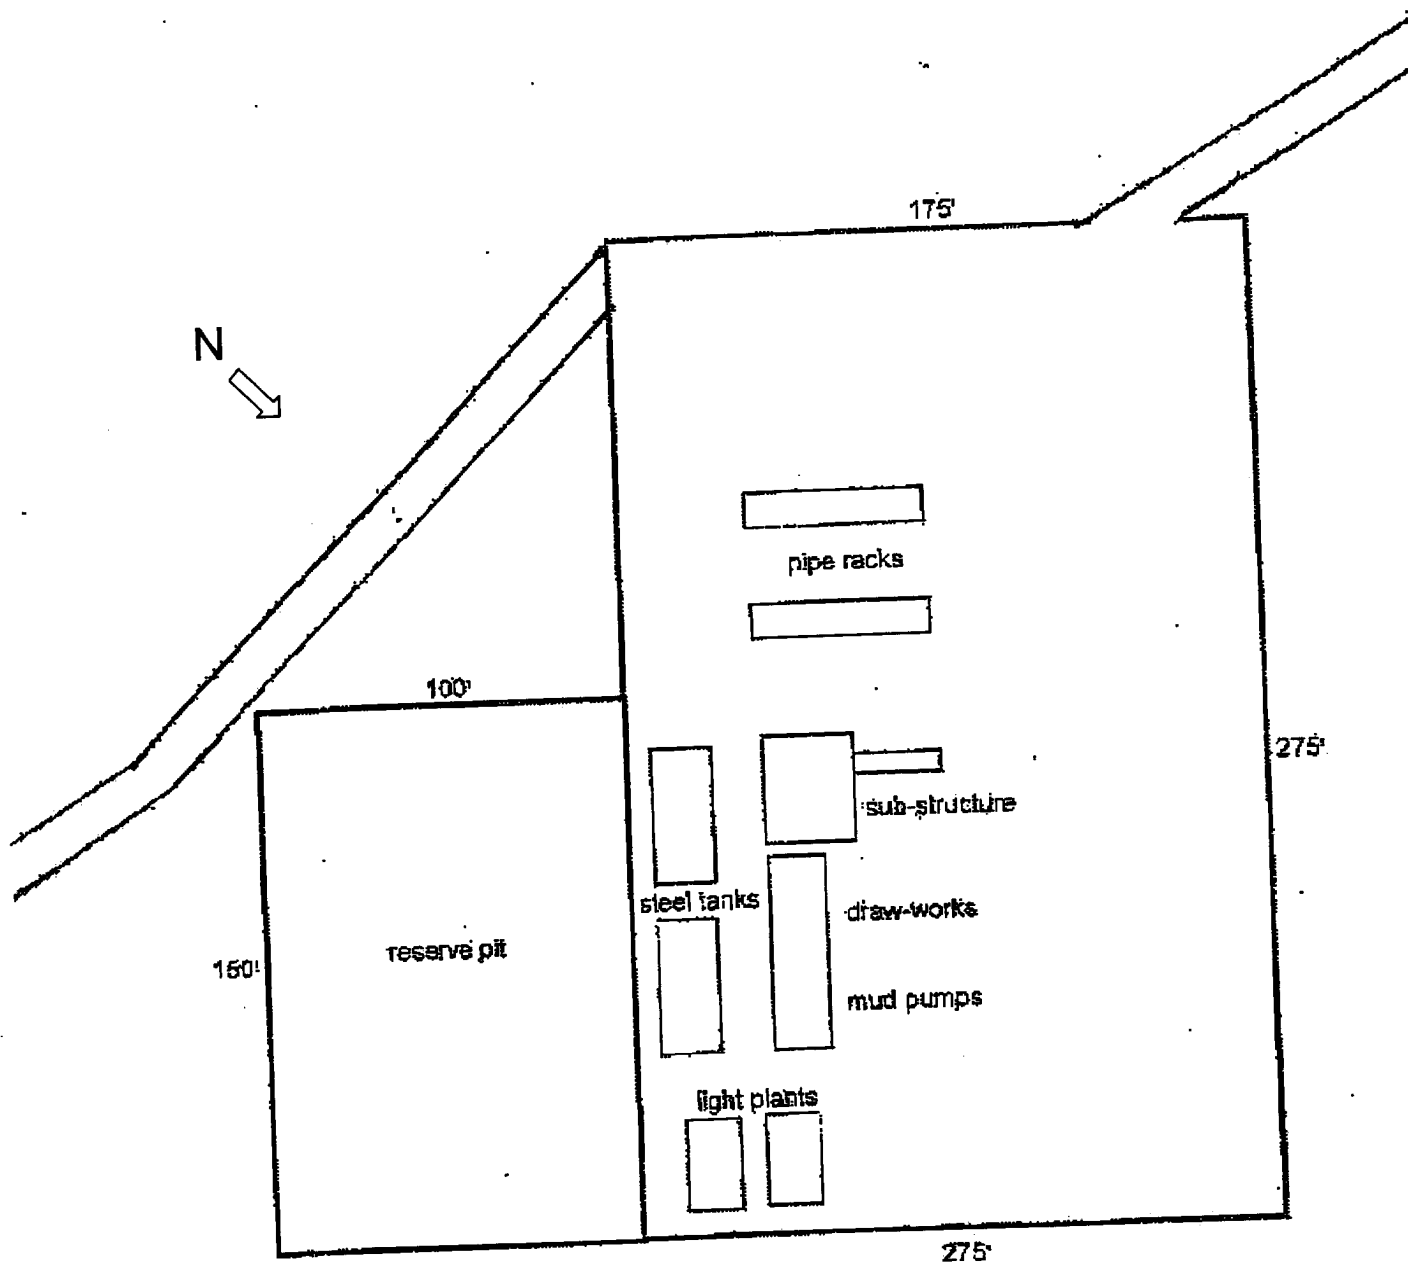 175'
N
pipe racks
100'
275'
sub-structure
steel tanks
draw-works
reserve pit
150'
mud pumps
light plants
275'